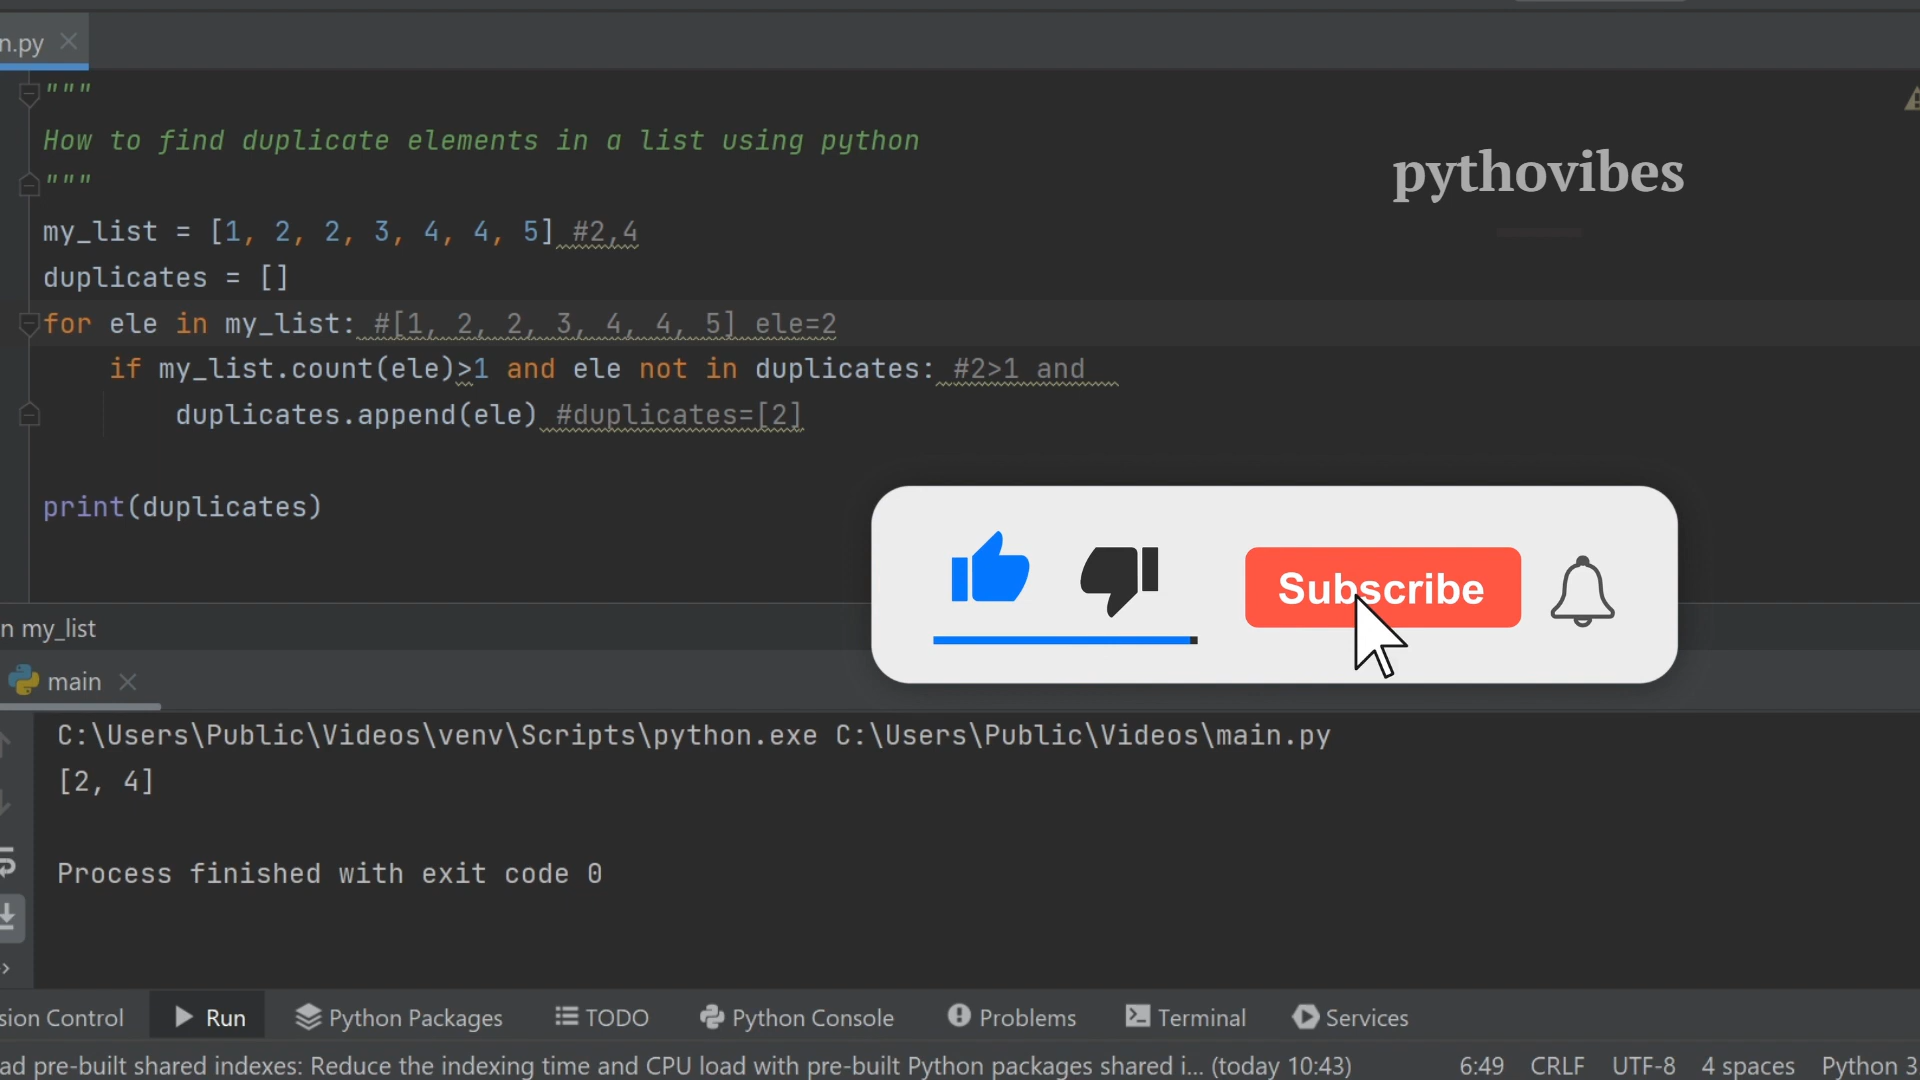 n.py
"""
How to find duplicate elements in a list using python
"""
pythovibes
my_list = [1, 2, 2, 3, 4, 4, 5] #2,4
duplicates = []
for ele in my_list: #[1, 2, 2, 3, 4, 4, 5] ele=2
if my_list.count(ele)>1 and ele not in duplicates: #2>1 and
duplicates.append(ele) #duplicates=[2]
print(duplicates)
Subscribe
n my_list
main
C:\Users\Public\Videos\venv\Scripts\python.exe C:\Users\Public\Videos\main.py
[2, 4]
Process finished with exit code 0
sion Control Run Python Packages TODO Python Console Problems Terminal Services
ad pre-built shared indexes: Reduce the indexing time and CPU load with pre-built Python packages shared i... (today 10:43) 6:49 CRLF UTF-8 4 spaces Python 3